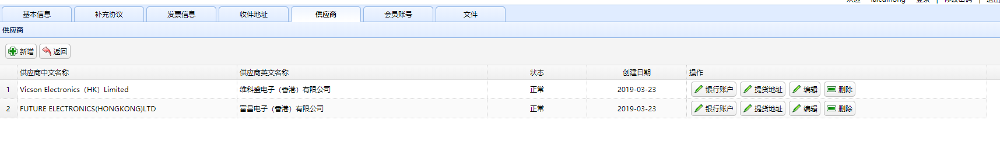 基本信息 补充协议 发票信息 收件地址 供应商 会员账号 文件
供应商
新增 返回
供应商中文名称 供应商英文名称 状态 创建日期 操作
1 Vicson Electronics（HK）Limited 维科盛电子（香港）有限公司 正常 2019-03-23 银行账户 提货地址 编辑 删除
2 FUTURE ELECTRONICS(HONGKONG)LTD 富昌电子（香港）有限公司 正常 2019-03-23 银行账户 提货地址 编辑 删除